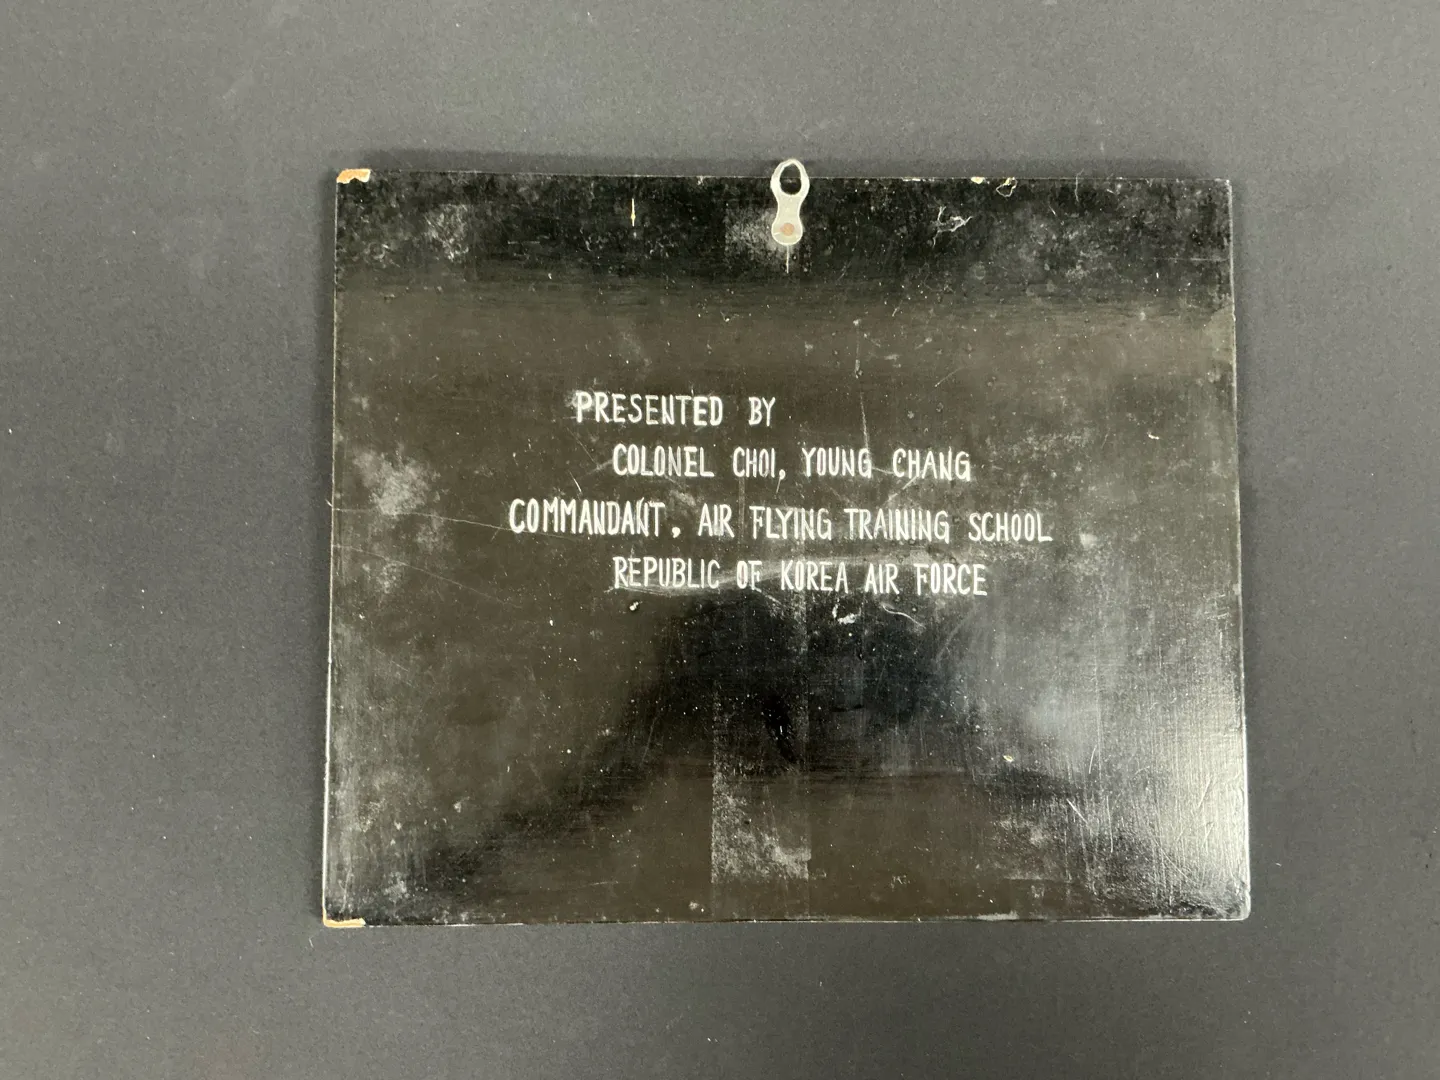 PRESENTED BY
COLONEL CHOI, YOUNG CHANG
COMMANDANT, AIR FLYING TRAINING SCHOOL
REPUBLIC OF KOREA AIR FORCE